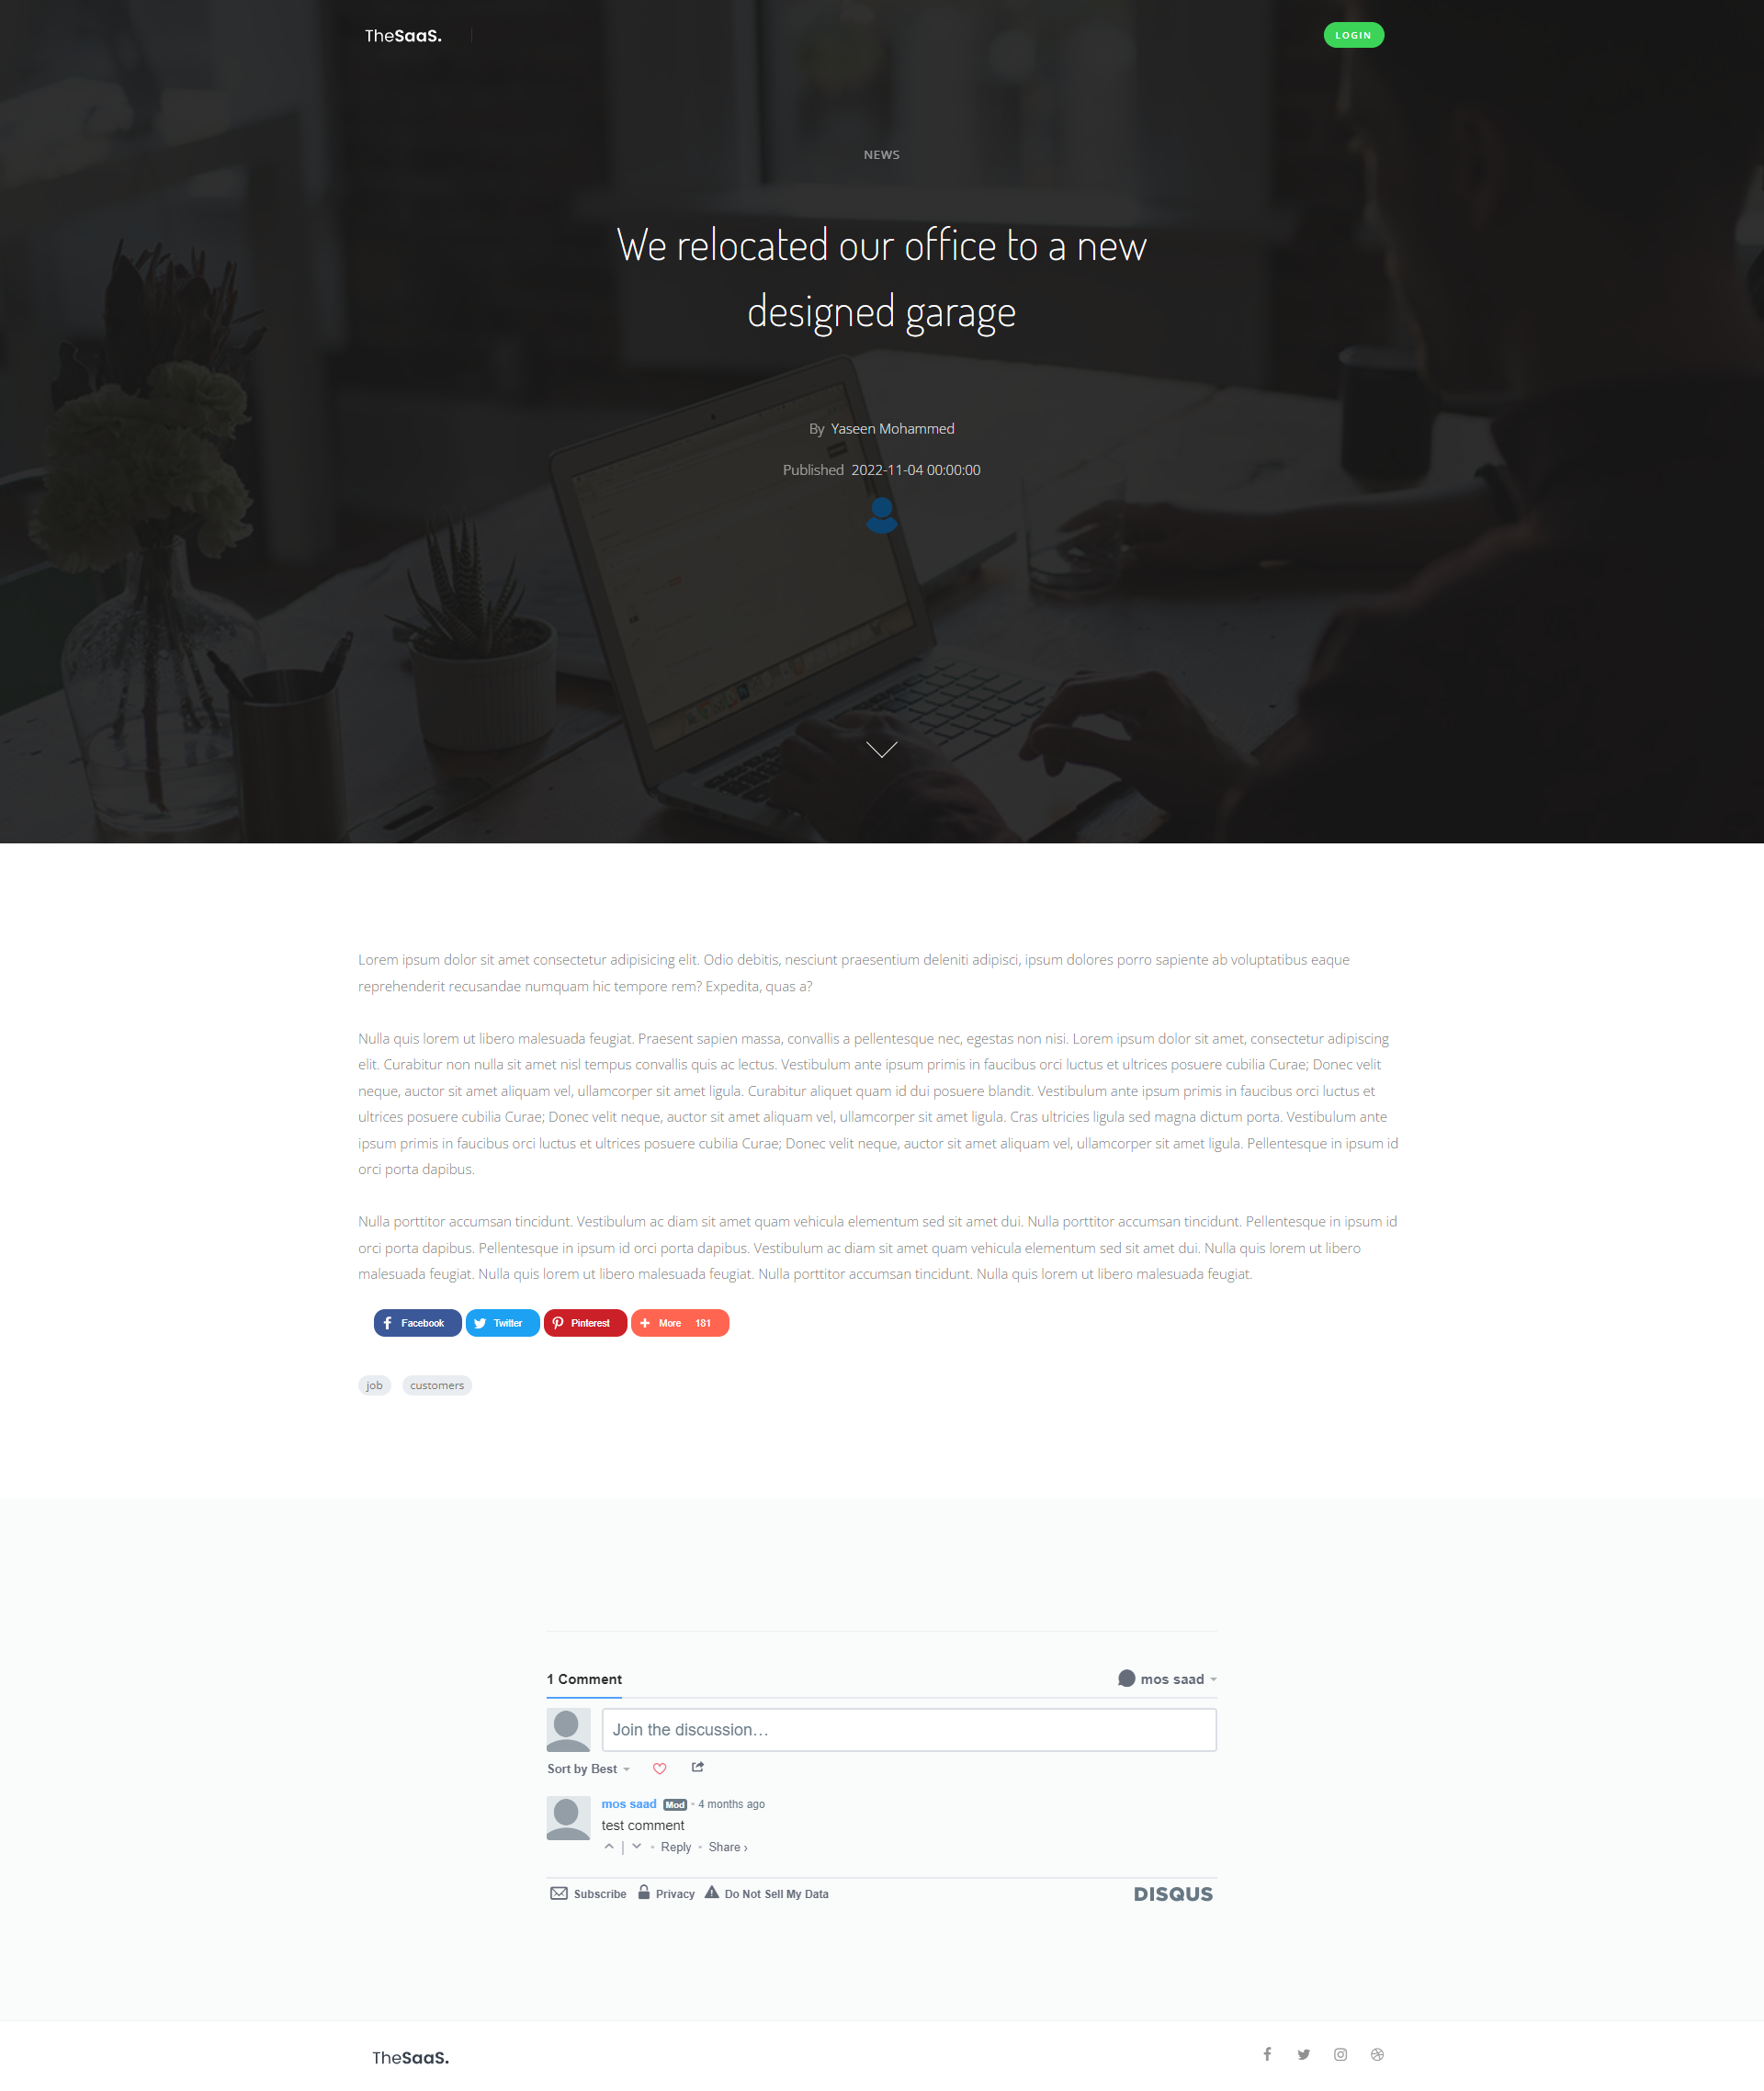 TheSaaS.
LOGIN
NEWS
We relocated our office to a new
designed garage
By Yaseen Mohammed
Published 2022-11-04 00:00:00
Lorem ipsum dolor sit amet consectetur adipisicing elit. Odio debitis, nesciunt praesentium deleniti adipisci, ipsum dolores porro sapiente ab voluptatibus eaque
reprehenderit recusandae numquam hic tempore rem? Expedita, quas a?
Nulla quis lorem ut libero malesuada feugiat. Praesent sapien massa, convallis a pellentesque nec, egestas non nisi. Lorem ipsum dolor sit amet, consectetur adipiscing
elit. Curabitur non nulla sit amet nisl tempus convallis quis ac lectus. Vestibulum ante ipsum primis in faucibus orci luctus et ultrices posuere cubilia Curae; Donec velit
neque, auctor sit amet aliquam vel, ullamcorper sit amet ligula. Curabitur aliquet quam id dui posuere blandit. Vestibulum ante ipsum primis in faucibus orci luctus et
ultrices posuere cubilia Curae; Donec velit neque, auctor sit amet aliquam vel, ullamcorper sit amet ligula. Cras ultricies ligula sed magna dictum porta. Vestibulum ante
ipsum primis in faucibus orci luctus et ultrices posuere cubilia Curae; Donec velit neque, auctor sit amet aliquam vel, ullamcorper sit amet ligula. Pellentesque in ipsum id
orci porta dapibus.
Nulla porttitor accumsan tincidunt. Vestibulum ac diam sit amet quam vehicula elementum sed sit amet dui. Nulla porttitor accumsan tincidunt. Pellentesque in ipsum id
orci porta dapibus. Pellentesque in ipsum id orci porta dapibus. Vestibulum ac diam sit amet quam vehicula elementum sed sit amet dui. Nulla quis lorem ut libero
malesuada feugiat. Nulla quis lorem ut libero malesuada feugiat. Nulla porttitor accumsan tincidunt. Nulla quis lorem ut libero malesuada feugiat.
Facebook Twitter Pinterest More 181
job customers
1 Comment mos saad
Join the discussion…
Sort by Best
mos saad Mod • 4 months ago
test comment
| • Reply • Share ›
Subscribe Privacy Do Not Sell My Data DISQUS
TheSaaS.